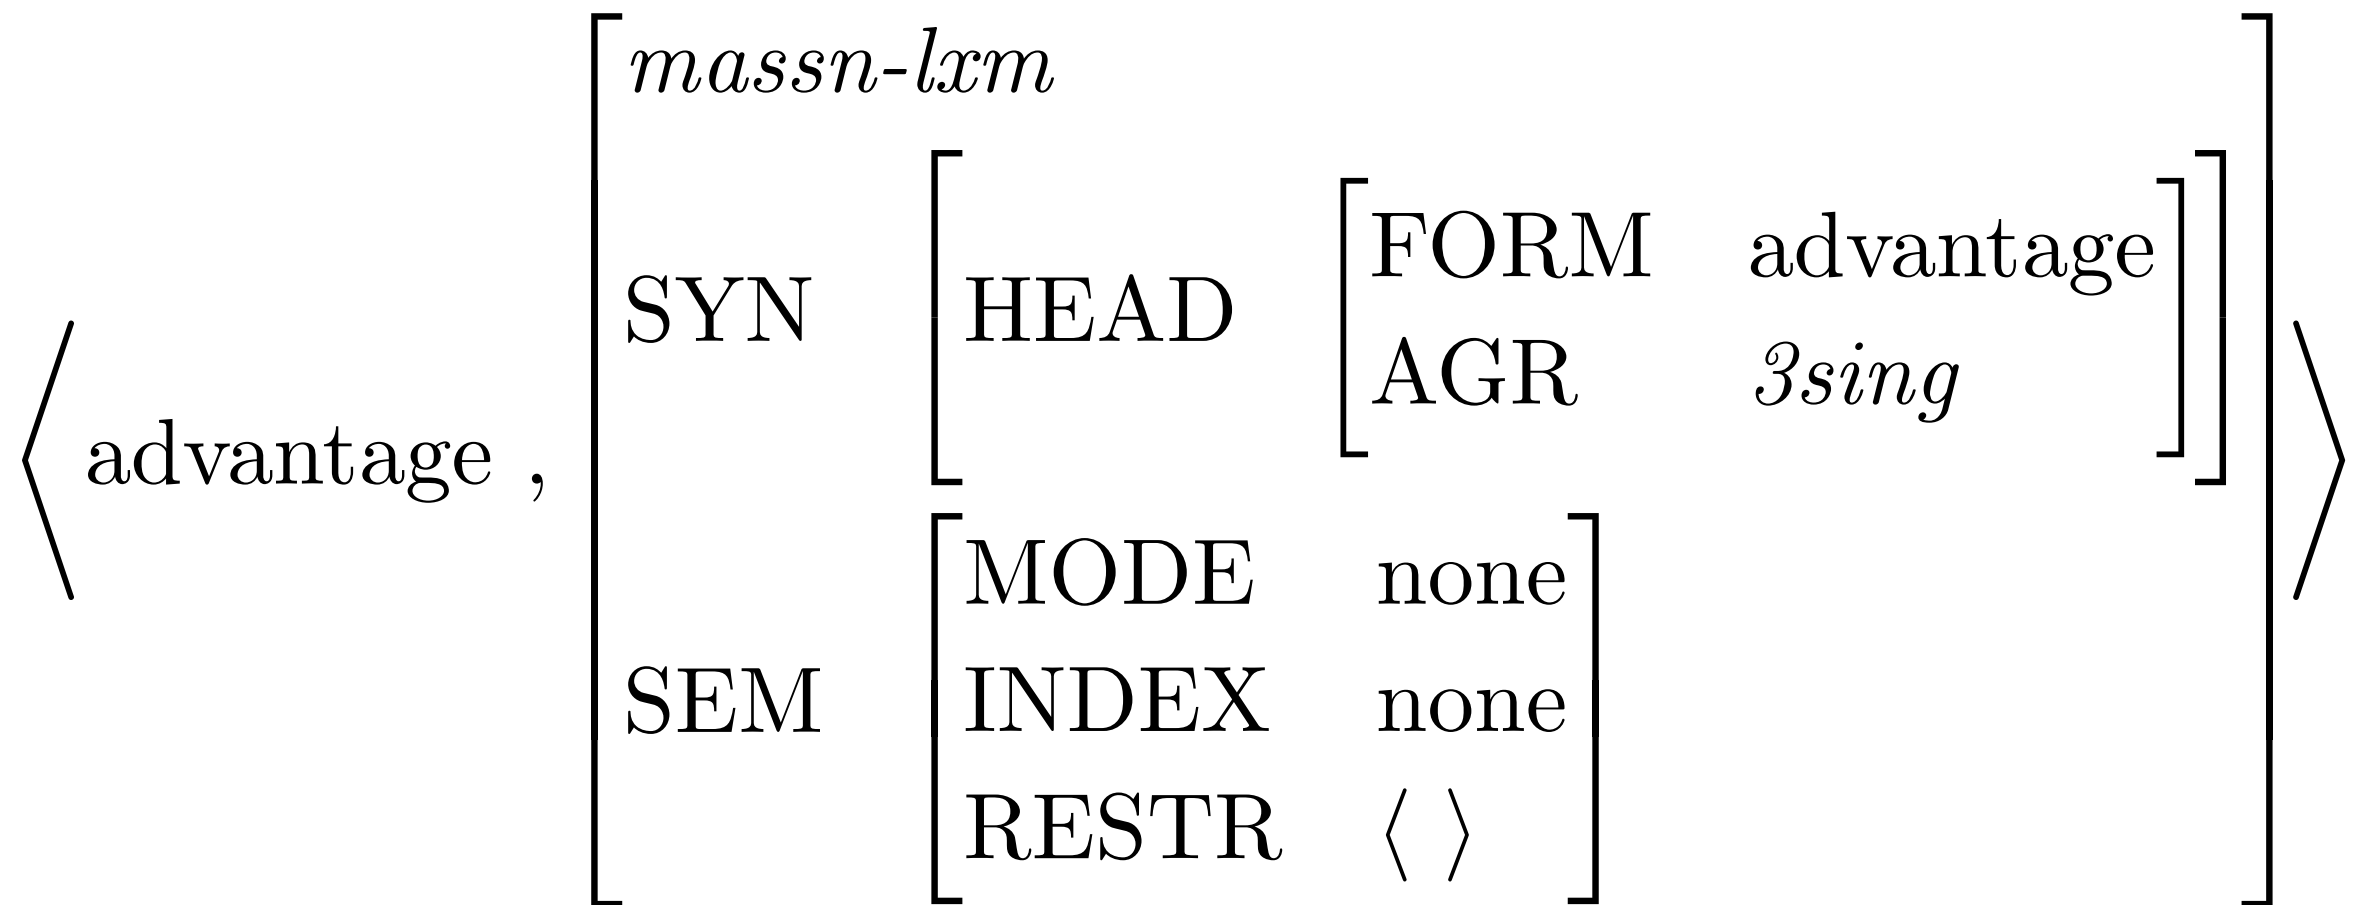 massn-lxm
FORM advantage
SYN HEAD
AGR 3sing
⟨advantage ,
MODE none
SEM INDEX none
RESTR ⟨ ⟩